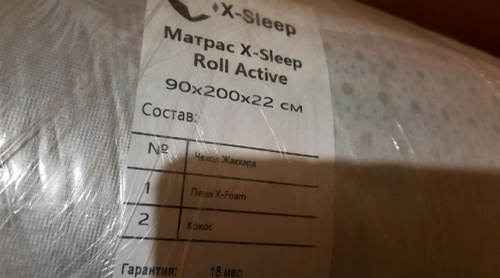 X-Sleep
Матрас X-Sleep
Roll Active
90x200x22 см
Состав:
№ Чехол Жаккард
1 Пена X-Foam
2 Кокос
Гарантия: 18 мес.